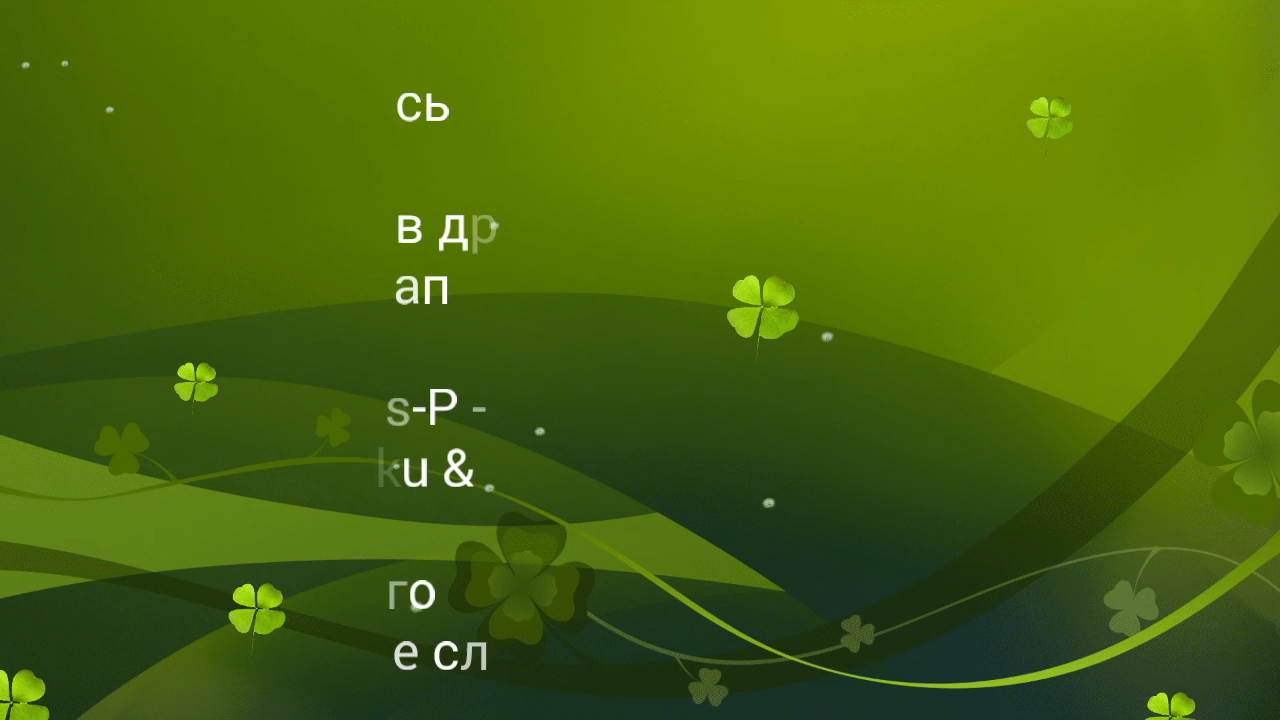 сь
в др
ап
s-P -
ku &
го
е сл